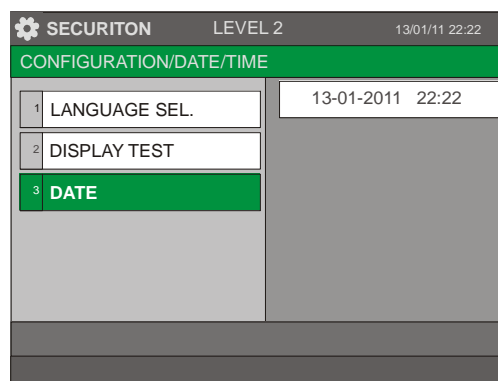 SECURITON LEVEL 2 13/01/11 22:22
CONFIGURATION/DATE/TIME
1 LANGUAGE SEL.
2 DISPLAY TEST
3 DATE
13-01-2011 22:22